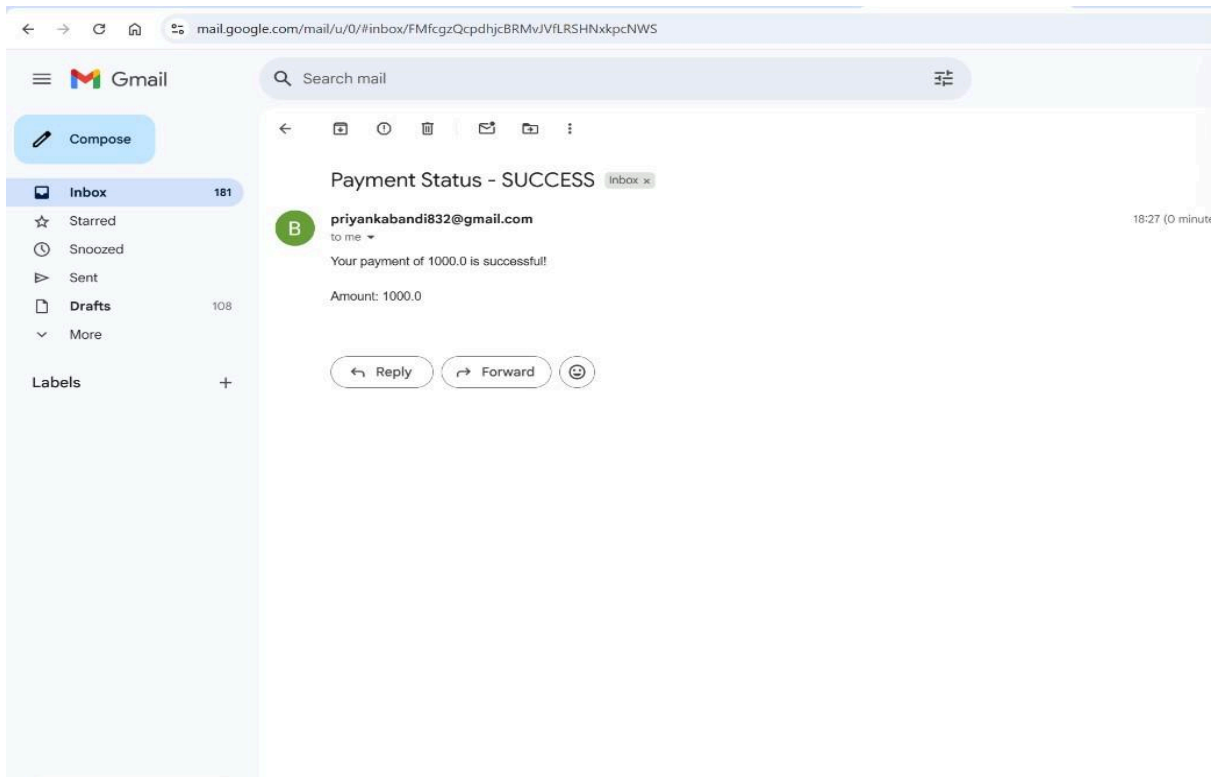 mail.google.com/mail/u/0/#inbox/FMfcgzQcpdhjcBRMvJVfLRSHNxkpcNWS
Gmail
Search mail
Compose
Inbox 181
Starred
Snoozed
Sent
Drafts 108
More
Labels +
Payment Status - SUCCESS Inbox x
B priyankabandi832@gmail.com 18:27 (0 minute
to me
Your payment of 1000.0 is successful!
Amount: 1000.0
Reply Forward